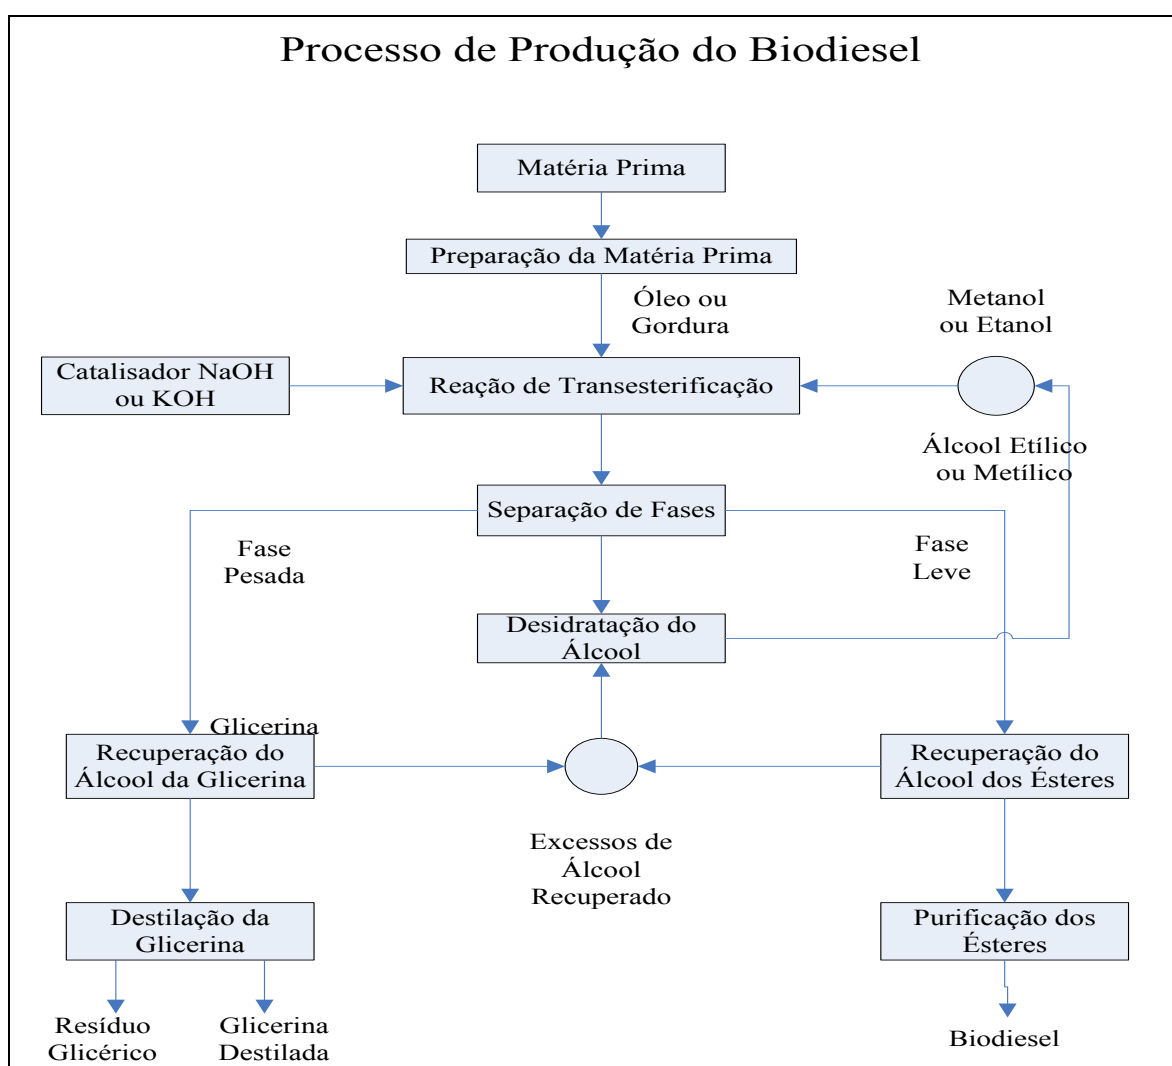 Processo de Produção do Biodiesel
Matéria Prima
Preparação da Matéria Prima
Óleo ou
Gordura
Metanol
ou Etanol
Catalisador NaOH
ou KOH
Reação de Transesterificação
Álcool Etílico
ou Metílico
Separação de Fases
Fase
Pesada
Fase
Leve
Desidratação do
Álcool
Glicerina
Recuperação do
Álcool da Glicerina
Recuperação do
Álcool dos Ésteres
Excessos de
Álcool
Recuperado
Destilação da
Glicerina
Purificação dos
Ésteres
Resíduo
Glicérico
Glicerina
Destilada
Biodiesel